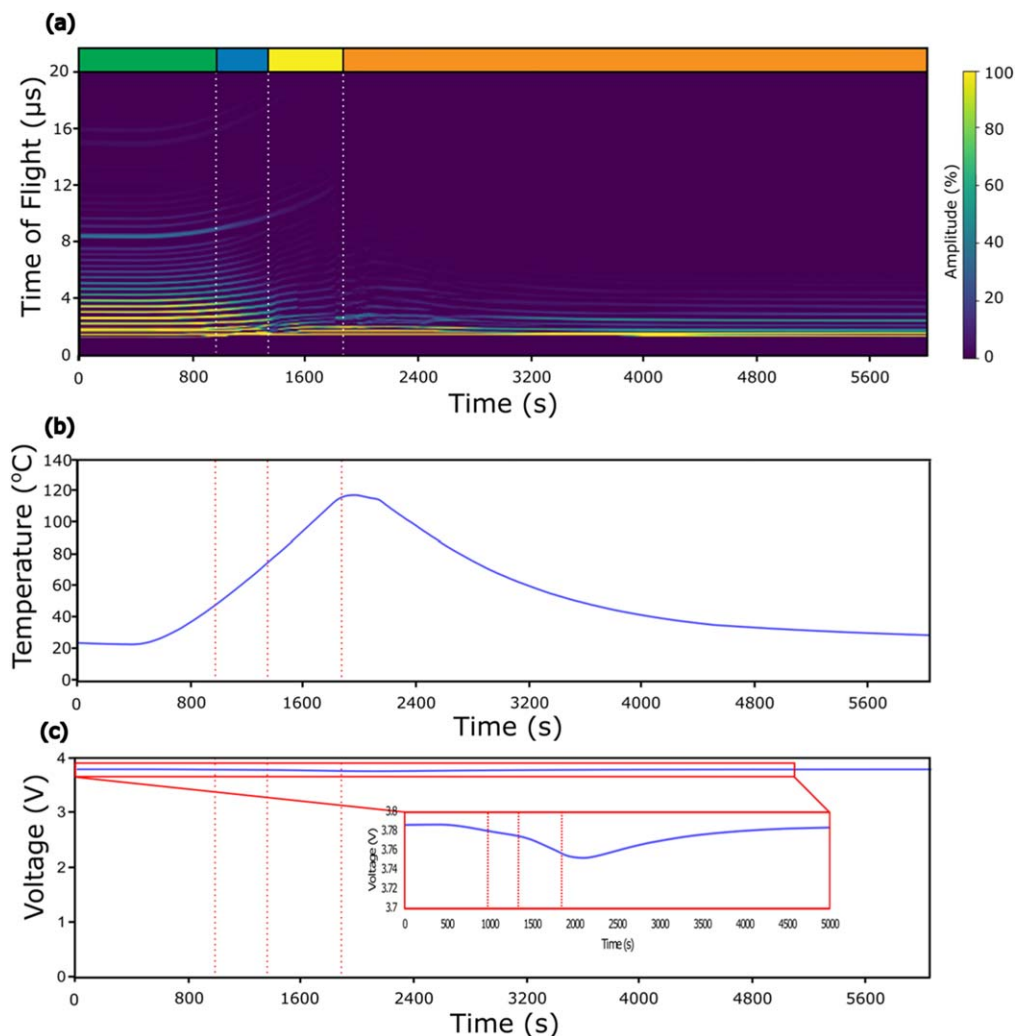 (a)
Time of Flight (µs)
20
16
12
8
4
0
0 800 1600 2400 3200 4000 4800 5600
Time (s)
Amplitude (%)
100
80
60
40
20
0
(b)
Temperature (°C)
140
120
100
80
60
40
20
0
0 800 1600 2400 3200 4000 4800 5600
Time (s)
(c)
Voltage (V)
4
3
2
1
0
Voltage (V)
3.8
3.78
3.76
3.74
3.72
3.7
0 500 1000 1500 2000 2500 3000 3500 4000 4500 5000
Time (s)
0 800 1600 2400 3200 4000 4800 5600
Time (s)